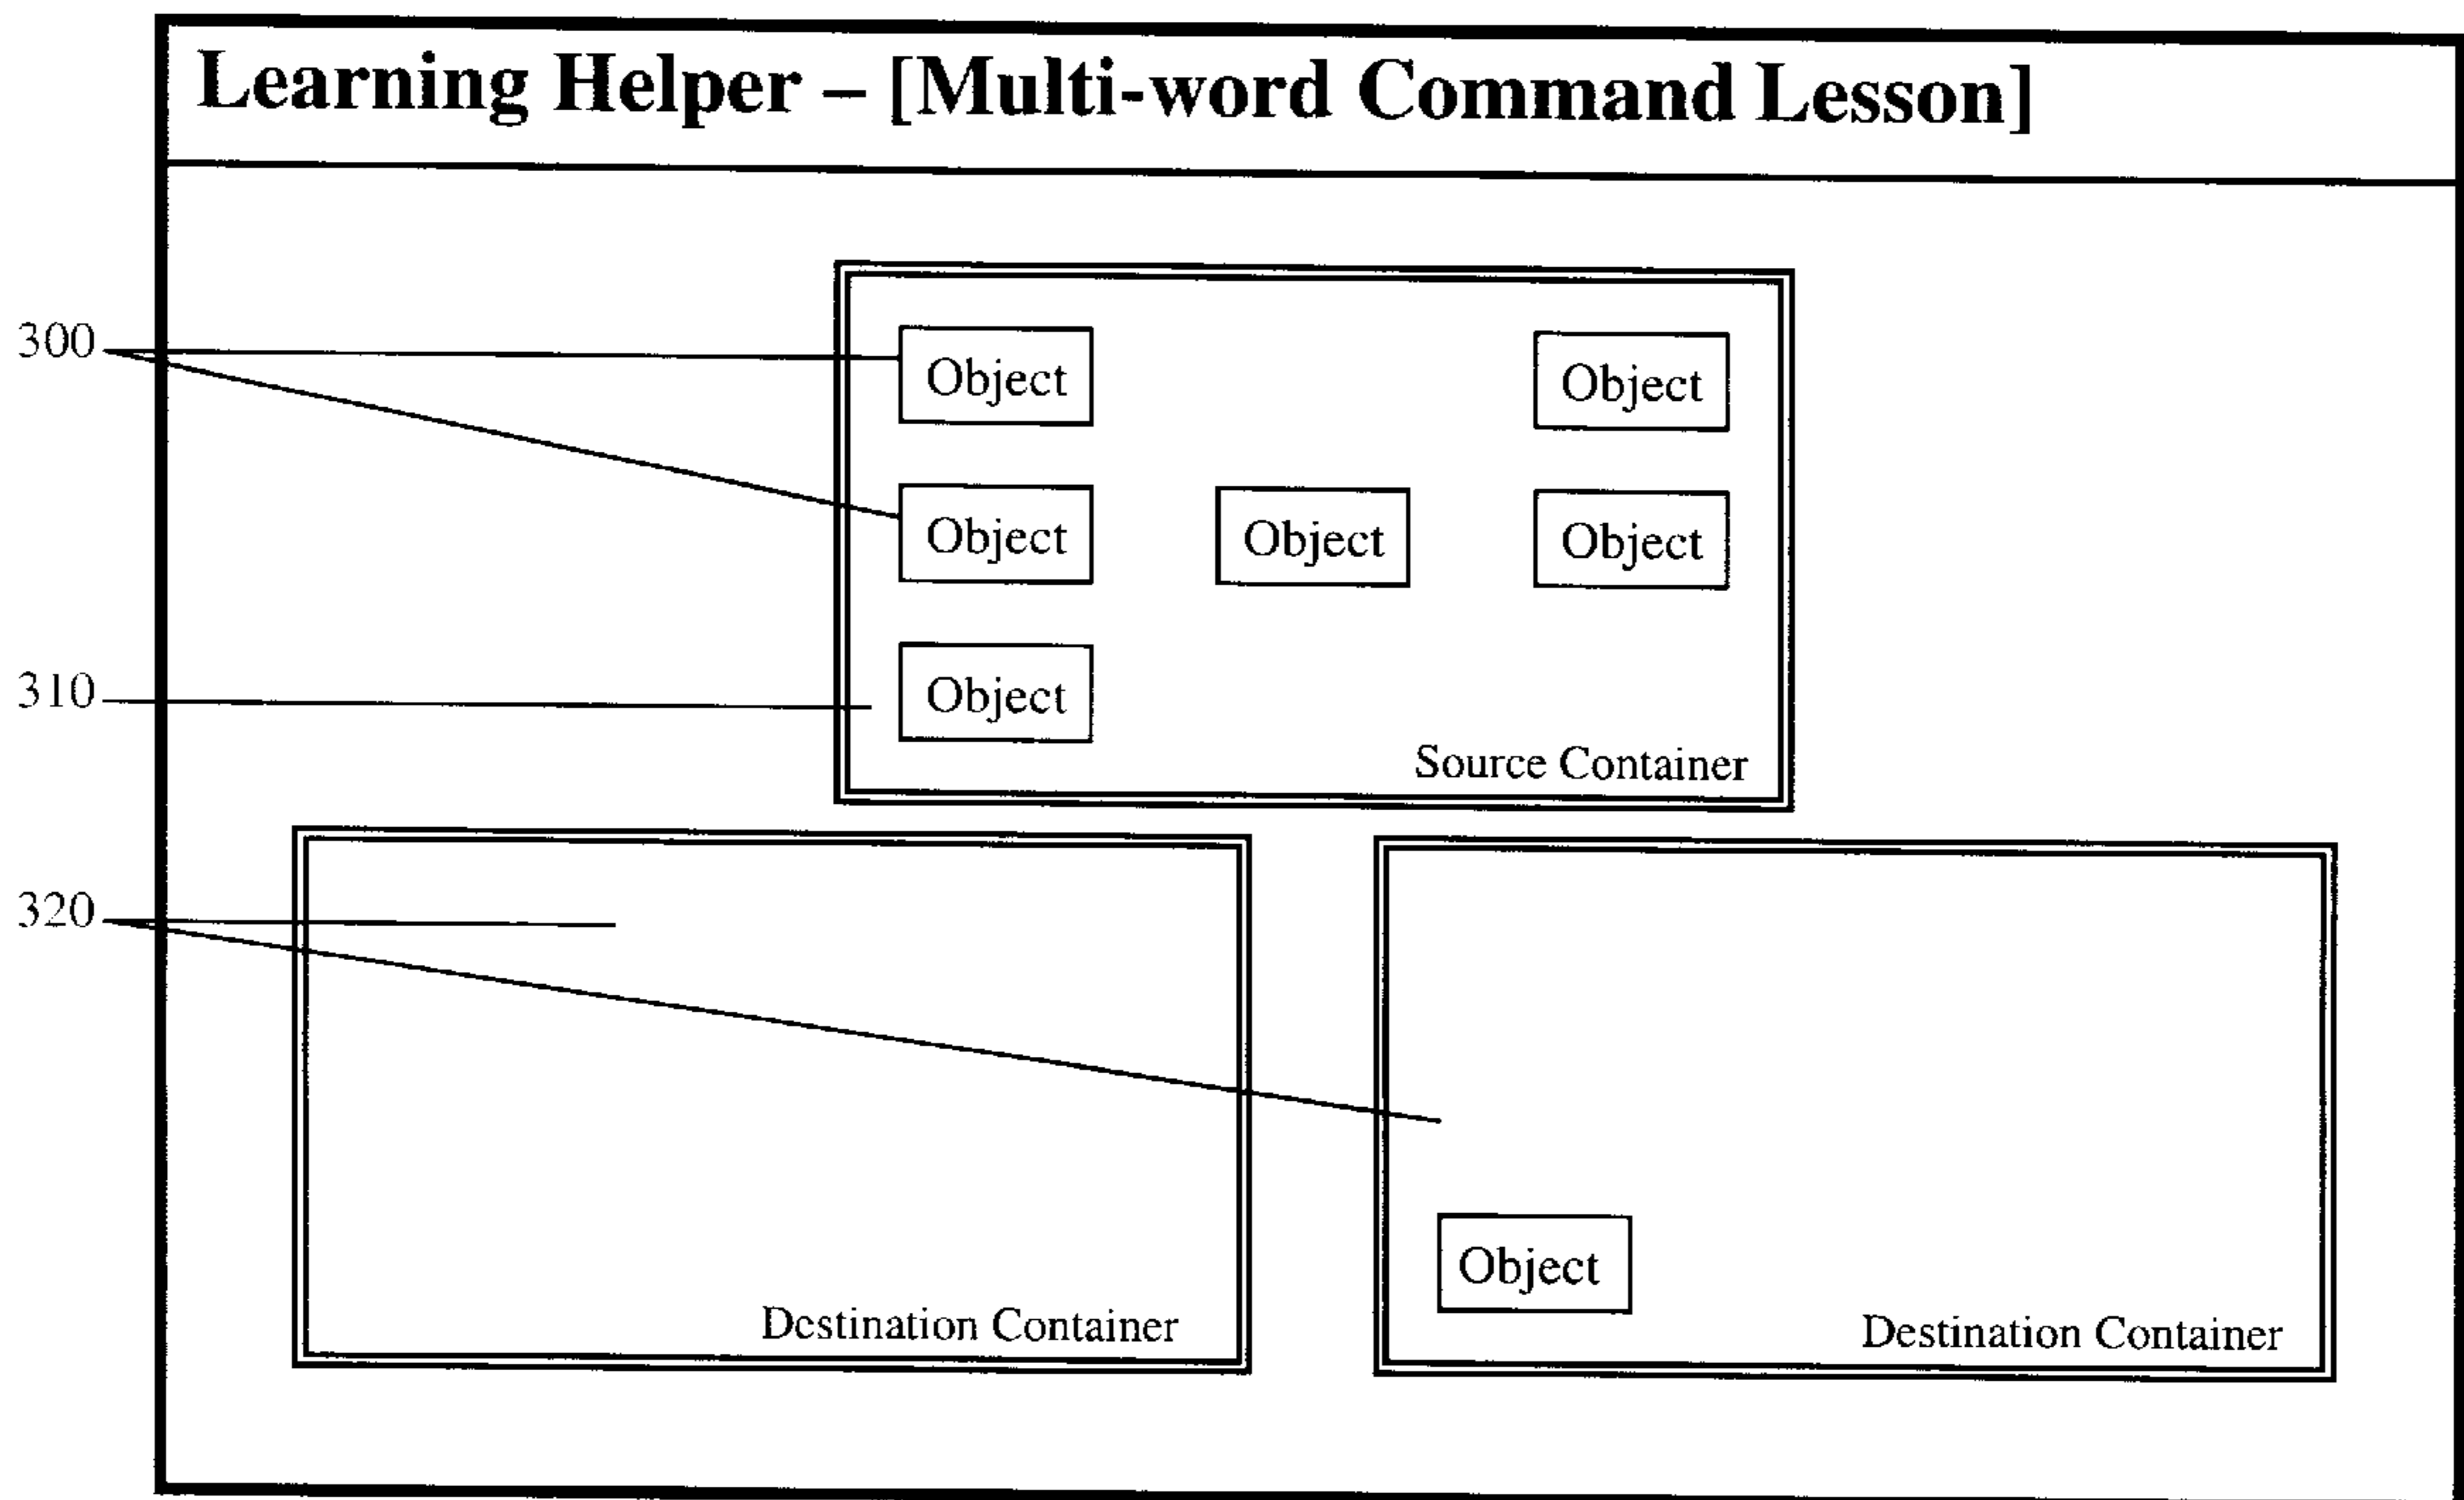 Learning Helper – [Multi-word Command Lesson]
300
Object Object
Object Object Object
310
Object
Source Container
320
Object
Destination Container Destination Container